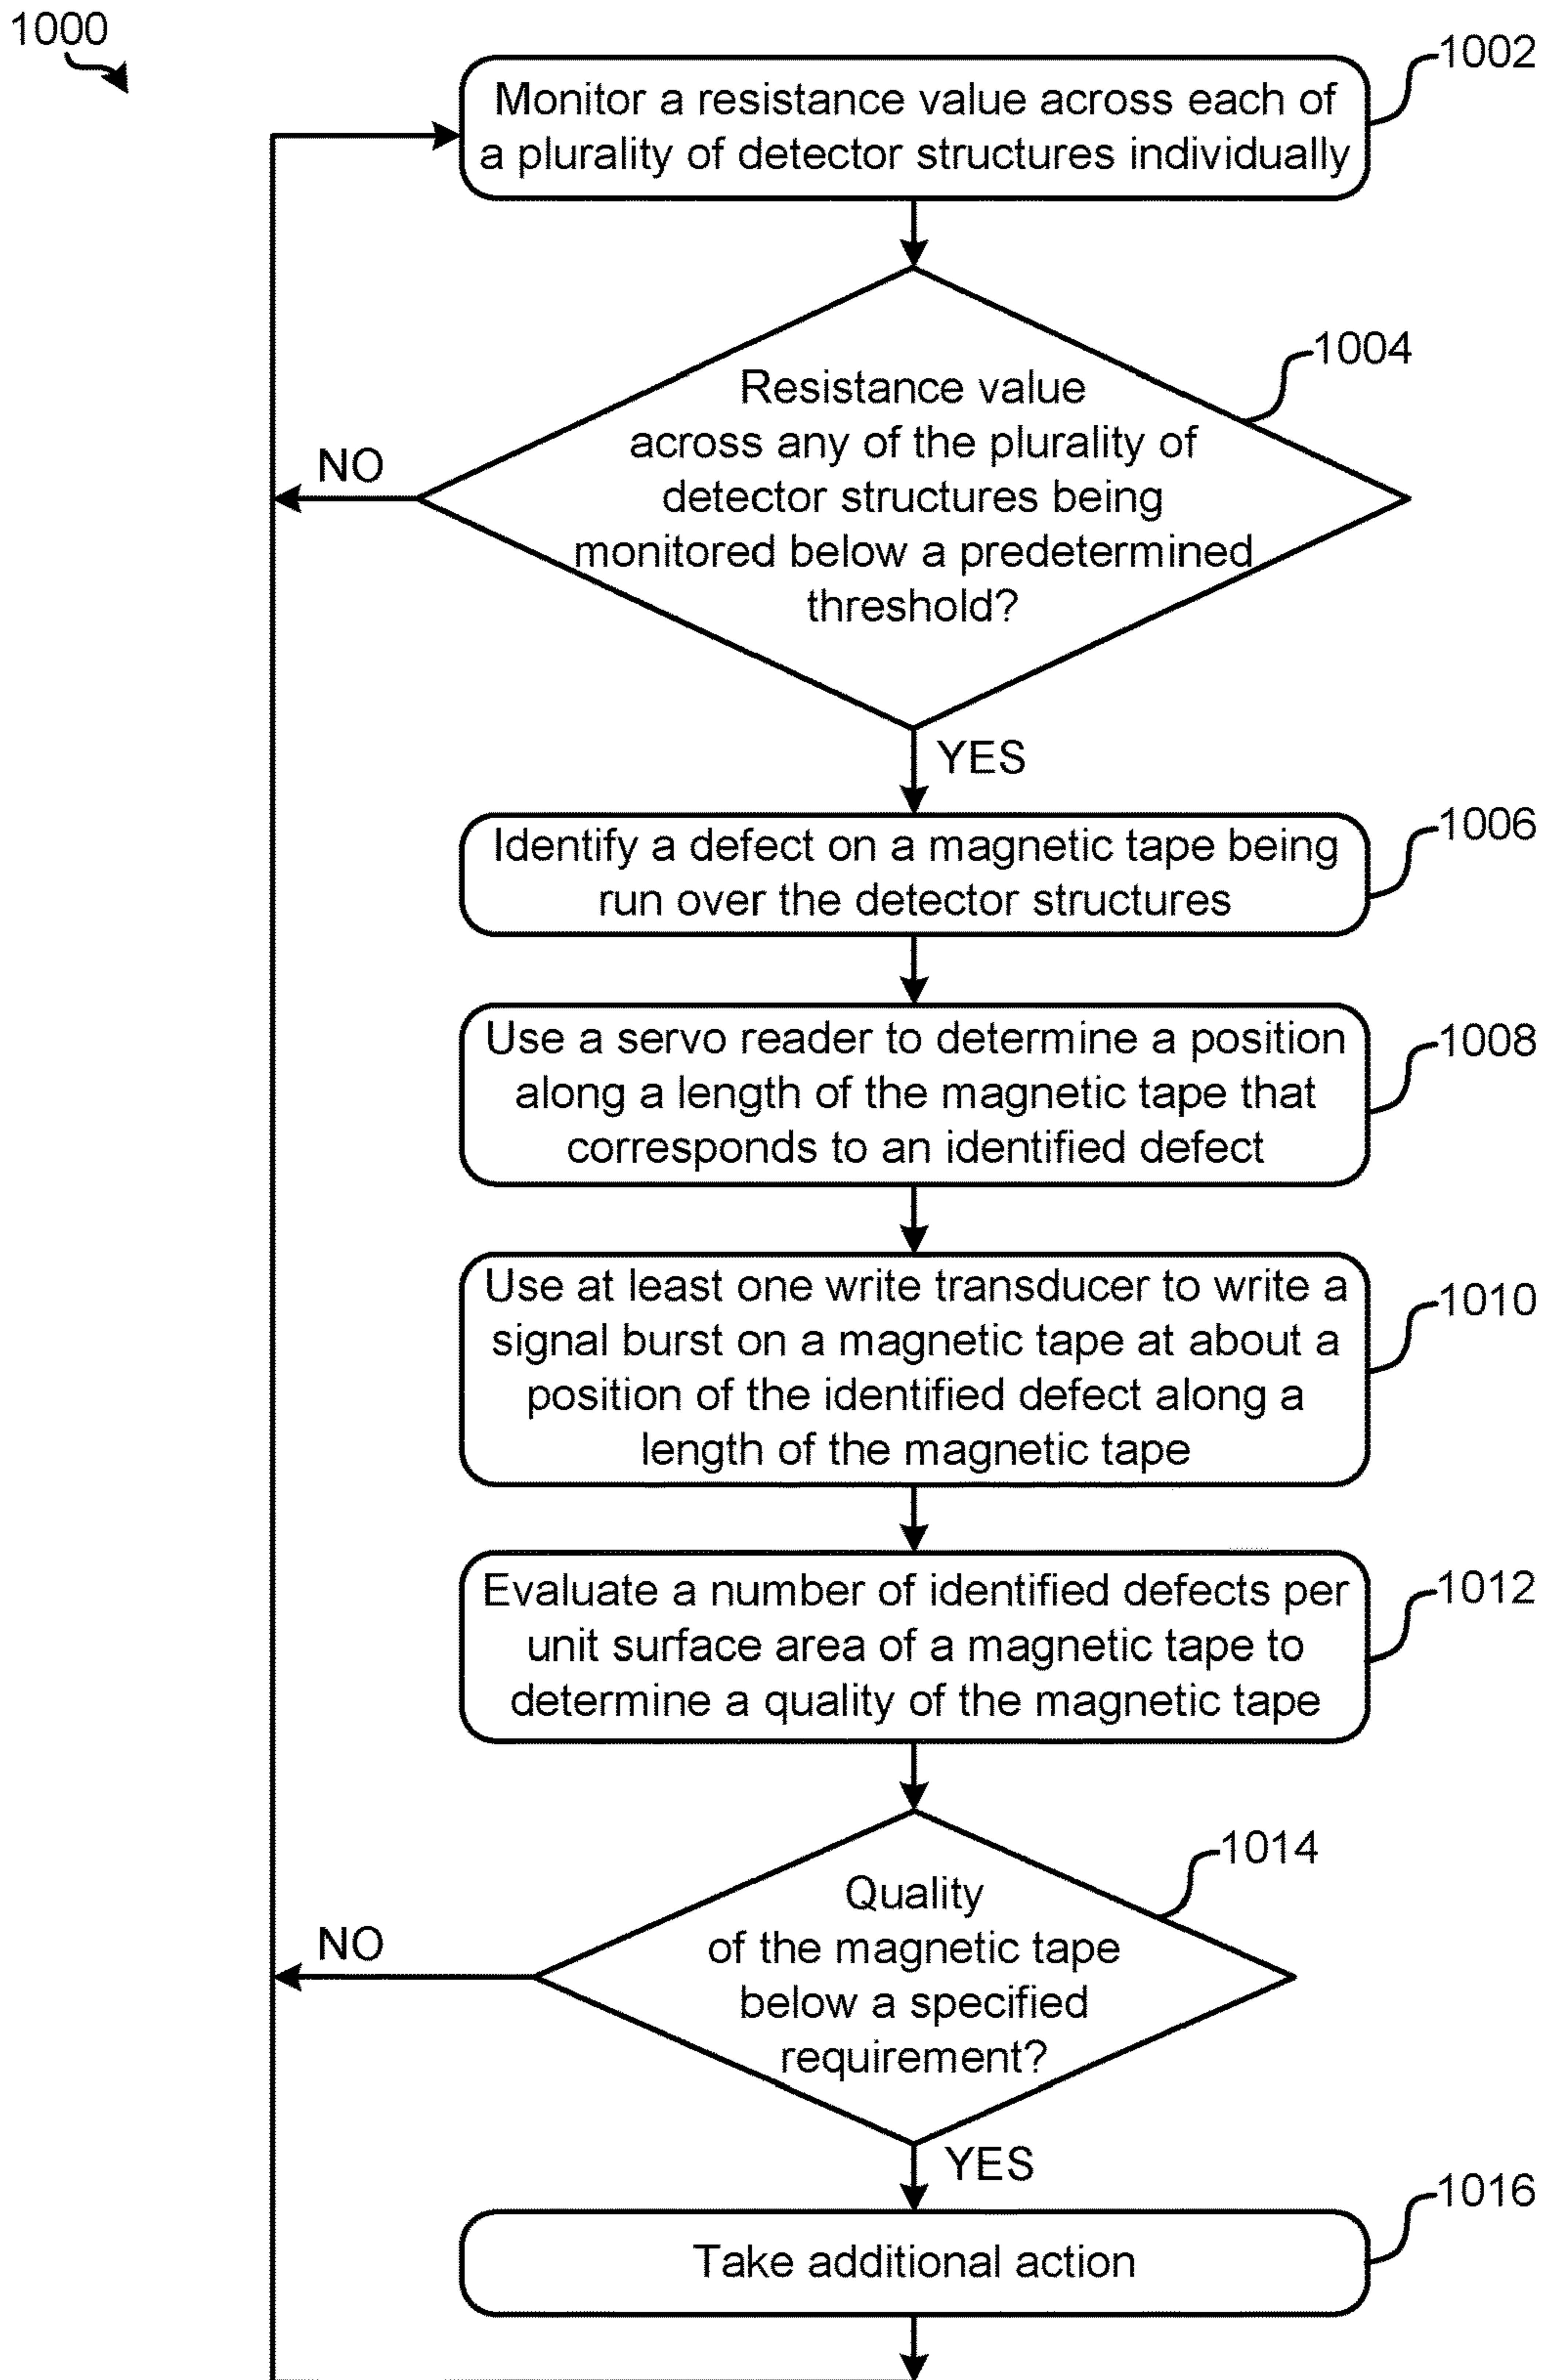 1000
1002
Monitor a resistance value across each of
a plurality of detector structures individually
1004
Resistance value
across any of the plurality of
detector structures being
monitored below a predetermined
threshold?
NO
YES
1006
Identify a defect on a magnetic tape being
run over the detector structures
1008
Use a servo reader to determine a position
along a length of the magnetic tape that
corresponds to an identified defect
1010
Use at least one write transducer to write a
signal burst on a magnetic tape at about a
position of the identified defect along a
length of the magnetic tape
1012
Evaluate a number of identified defects per
unit surface area of a magnetic tape to
determine a quality of the magnetic tape
1014
Quality
of the magnetic tape
below a specified
requirement?
NO
YES
1016
Take additional action